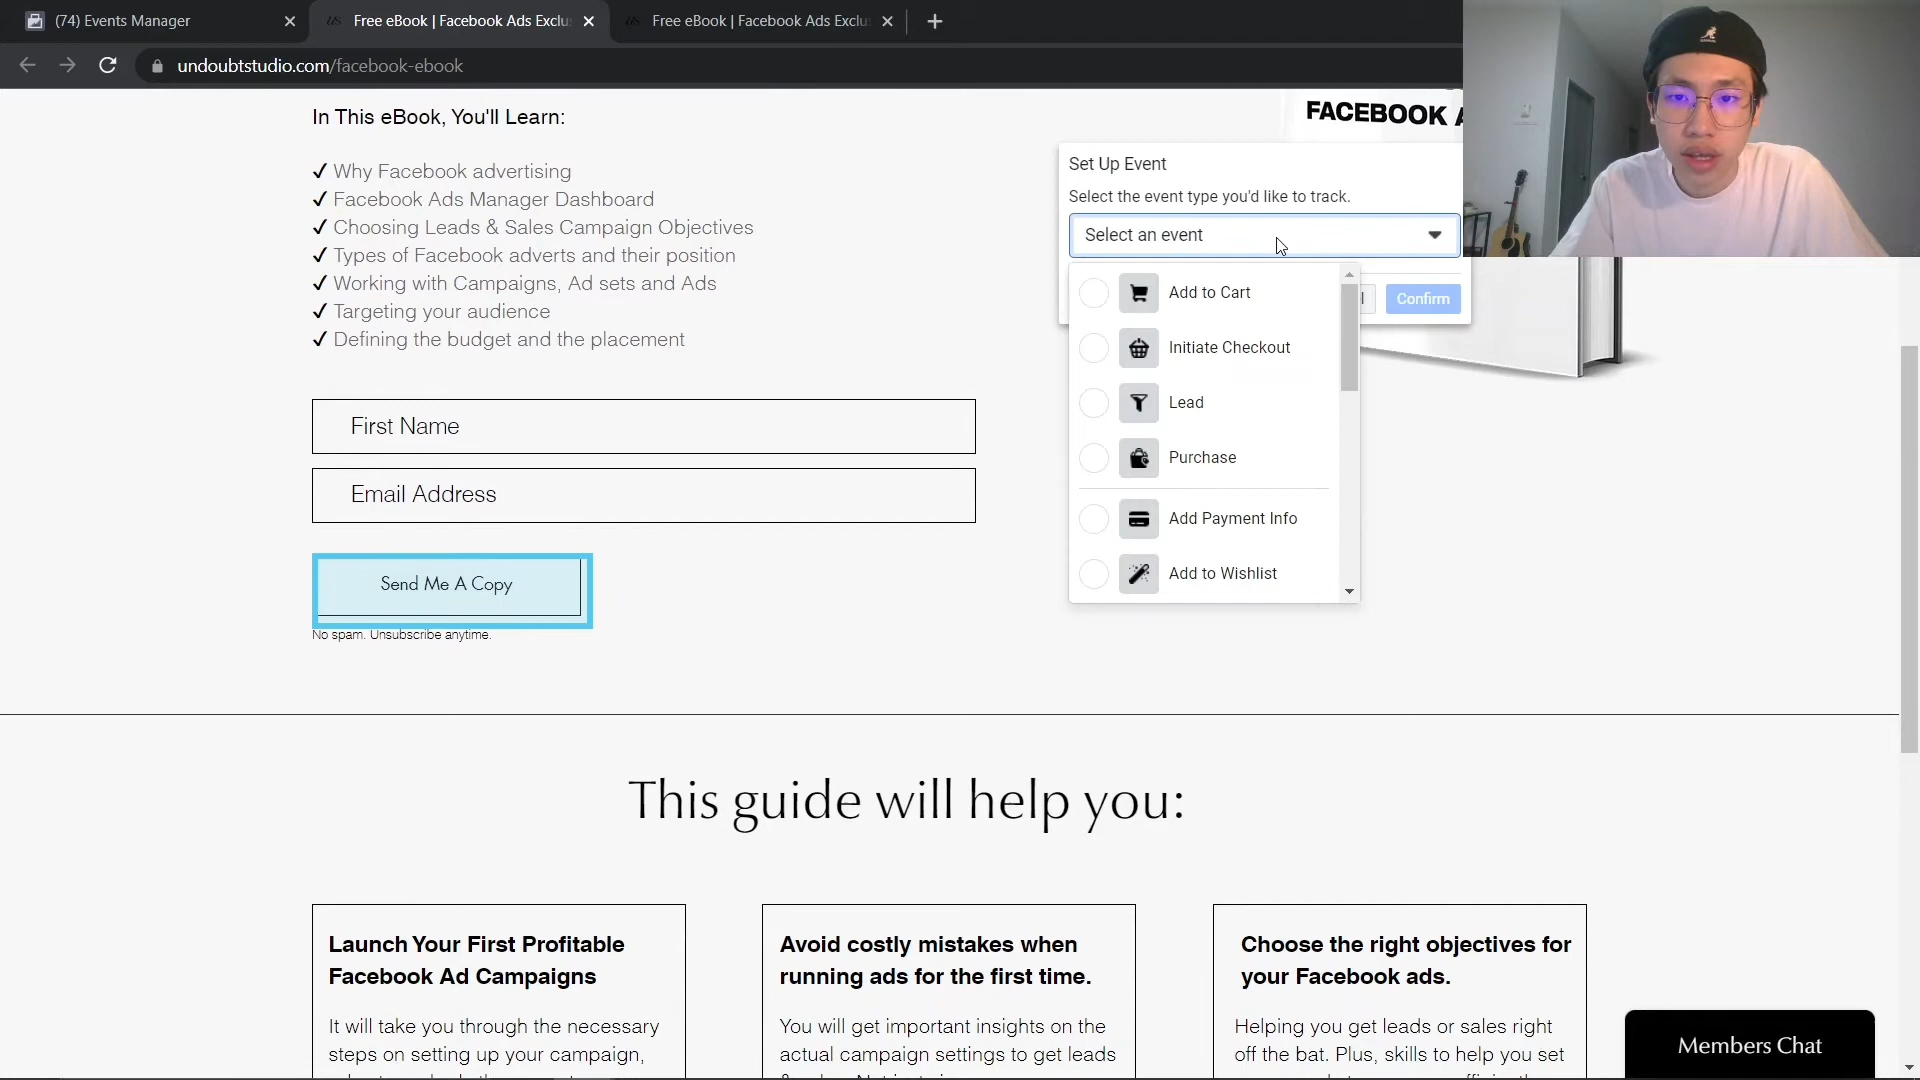 (74) Events Manager
Free eBook | Facebook Ads Exclu
Free eBook | Facebook Ads Exclu
undoubtstudio.com/facebook-ebook
In This eBook, You'll Learn:
✓ Why Facebook advertising
✓ Facebook Ads Manager Dashboard
✓ Choosing Leads & Sales Campaign Objectives
✓ Types of Facebook adverts and their position
✓ Working with Campaigns, Ad sets and Ads
✓ Targeting your audience
✓ Defining the budget and the placement
First Name
Email Address
Send Me A Copy
No spam. Unsubscribe anytime.
FACEBOOK A
Set Up Event
Select the event type you'd like to track.
Select an event
Confirm
Add to Cart
Initiate Checkout
Lead
Purchase
Add Payment Info
Add to Wishlist
This guide will help you:
Launch Your First Profitable
Facebook Ad Campaigns
It will take you through the necessary
steps on setting up your campaign,
Avoid costly mistakes when
running ads for the first time.
You will get important insights on the
actual campaign settings to get leads
Choose the right objectives for
your Facebook ads.
Helping you get leads or sales right
off the bat. Plus, skills to help you set
Members Chat